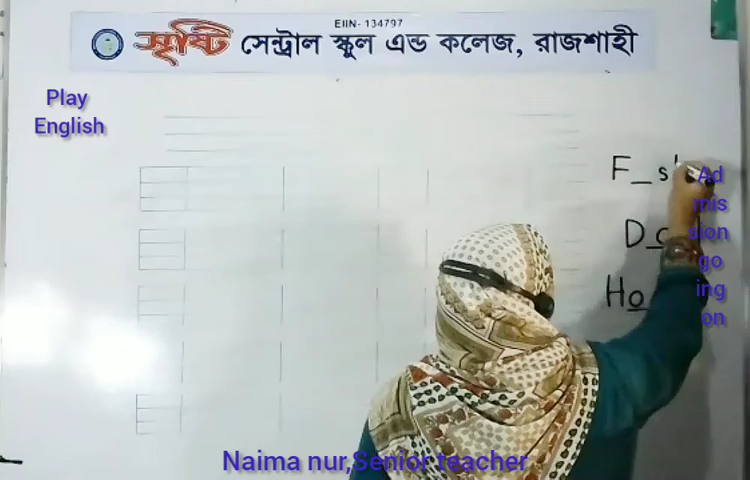 EIIN- 134797
সৃষ্টি সেন্ট্রাল স্কুল এন্ড কলেজ, রাজশাহী
Play
English
F_s
D
Ho
Ad
mis
sion
go
ing
on
Naima nur,Senior teacher